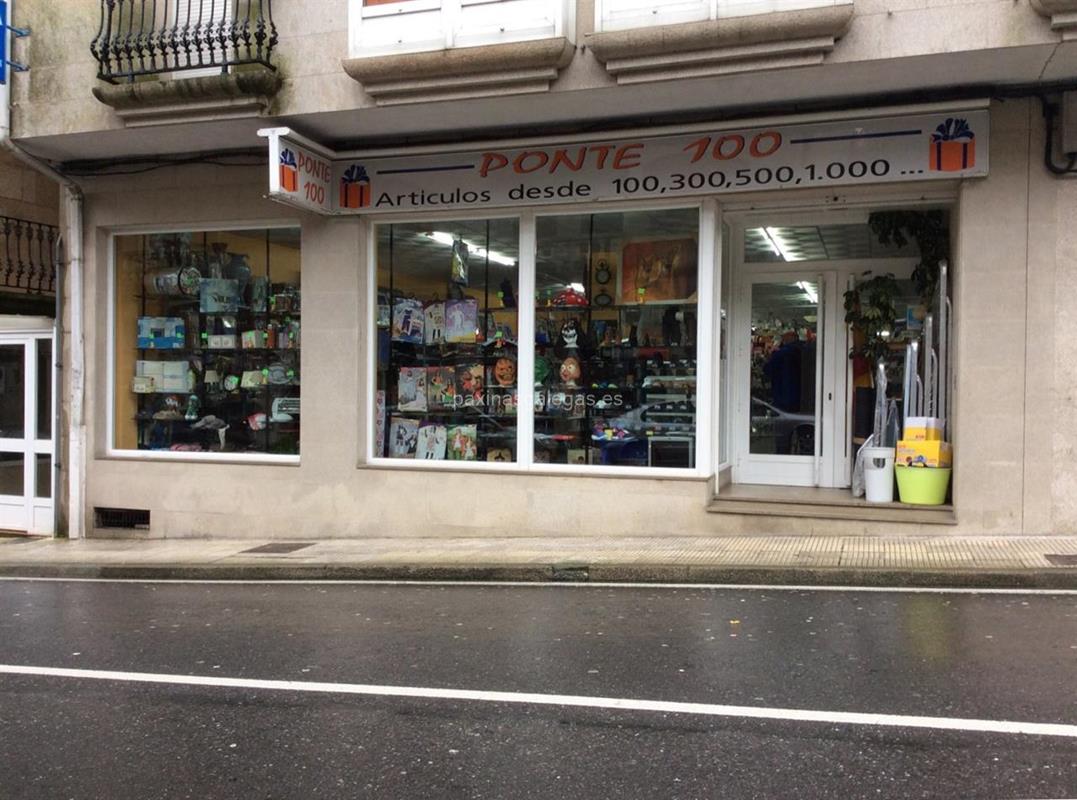 PONTE 100
Articulos desde 100,300,500,1.000 ...
PONTE
100
paxinasgalegas.es